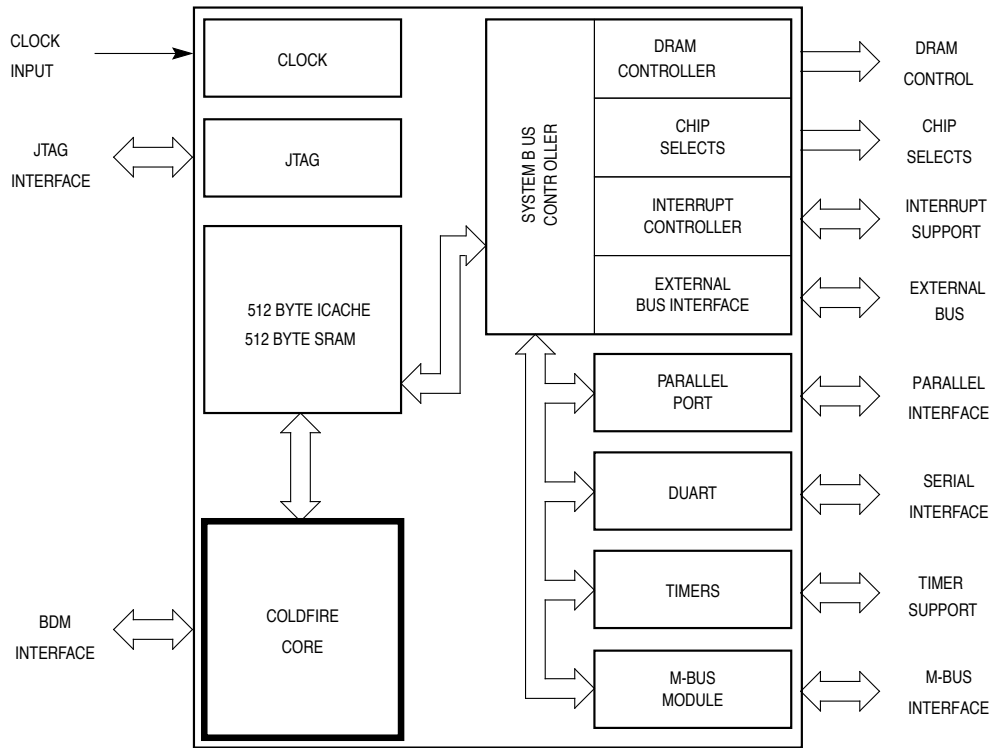 CLOCK
INPUT
JTAG
INTERFACE
BDM
INTERFACE
CLOCK
JTAG
512 BYTE ICACHE
512 BYTE SRAM
COLDFIRE
CORE
SYSTEM B US
CONTR OLLER
DRAM
CONTROLLER
CHIP
SELECTS
INTERRUPT
CONTROLLER
EXTERNAL
BUS INTERFACE
PARALLEL
PORT
DUART
TIMERS
M-BUS
MODULE
DRAM
CONTROL
CHIP
SELECTS
INTERRUPT
SUPPORT
EXTERNAL
BUS
PARALLEL
INTERFACE
SERIAL
INTERFACE
TIMER
SUPPORT
M-BUS
INTERFACE